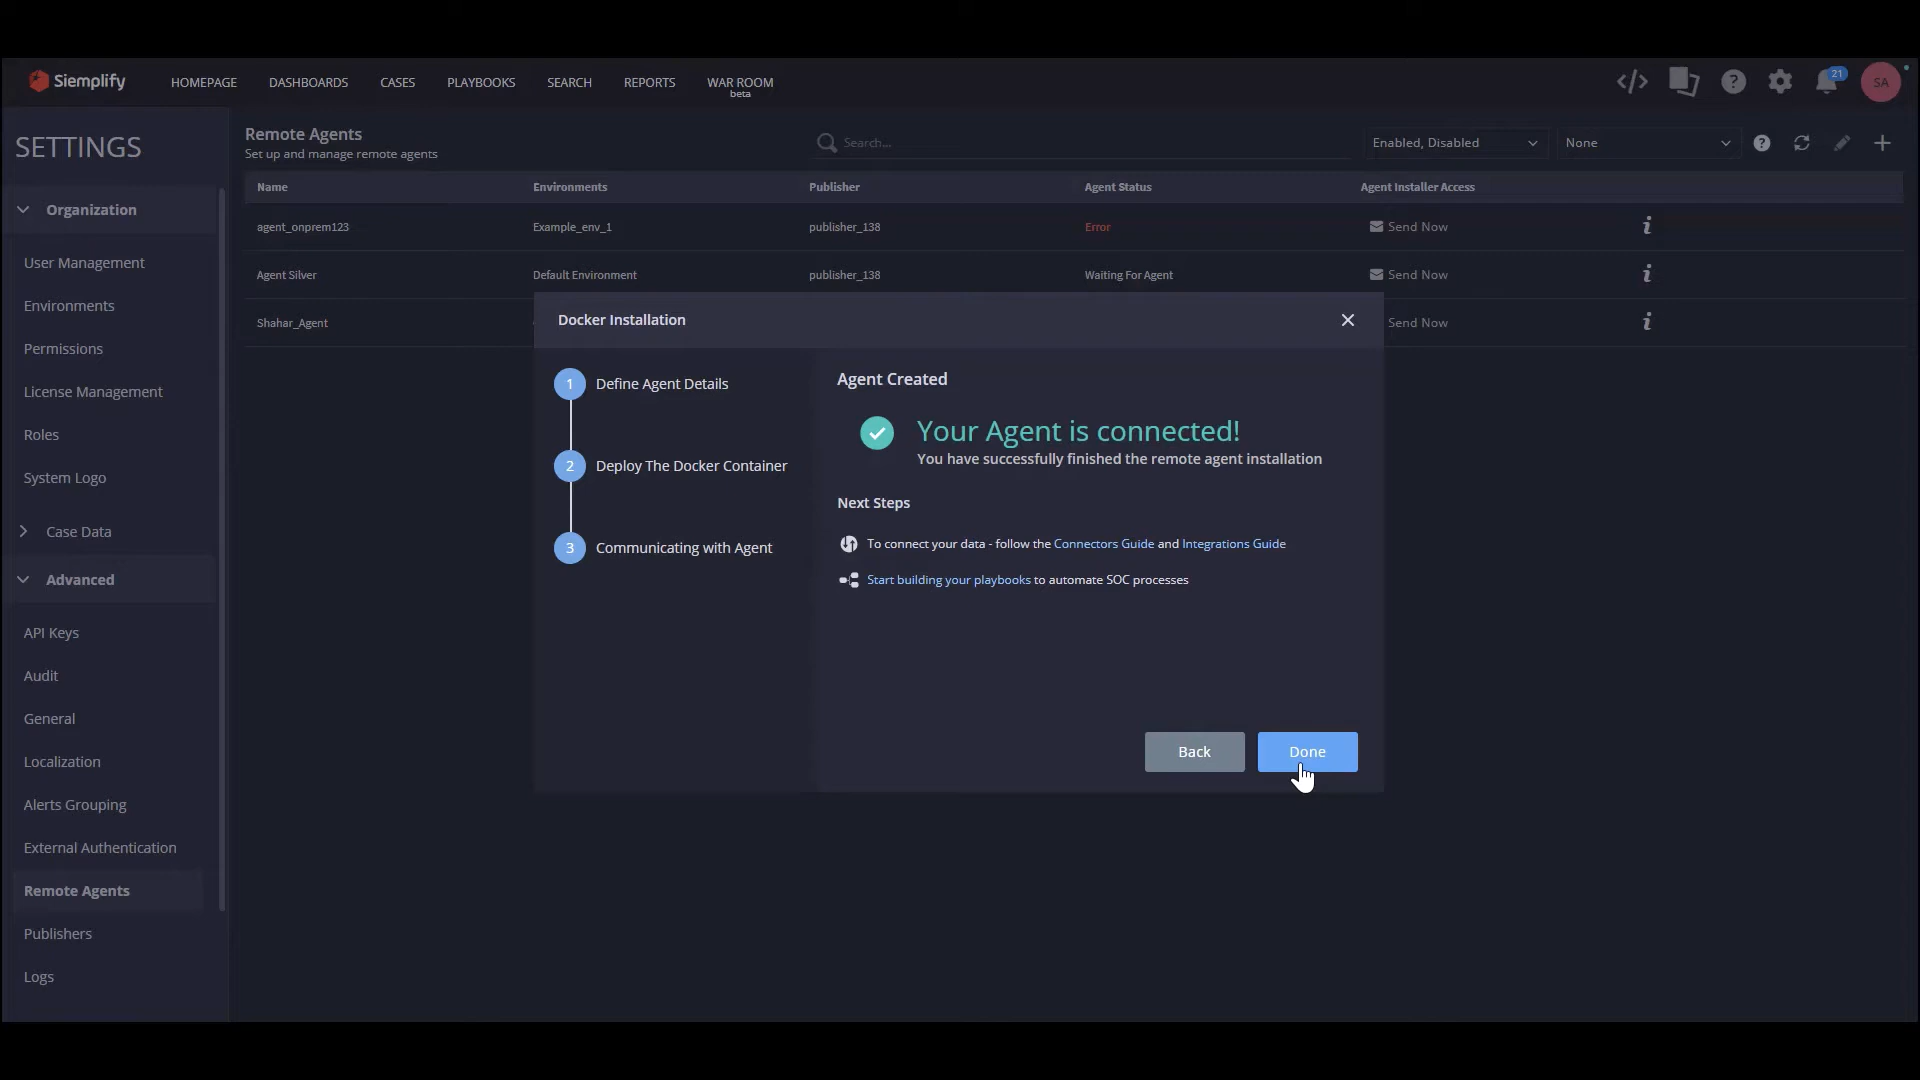 Siemplify
HOMEPAGE
DASHBOARDS
CASES
PLAYBOOKS
SEARCH
REPORTS
WAR ROOM
beta
?
21
SA
SETTINGS
Organization
User Management
Environments
Permissions
License Management
Roles
System Logo
Case Data
Advanced
API Keys
Audit
General
Localization
Alerts Grouping
External Authentication
Remote Agents
Publishers
Logs
Remote Agents
Set up and manage remote agents
Search...
Enabled, Disabled
None
?
Name Environments Publisher Agent Status Agent Installer Access
agent_onprem123 Example_env_1 publisher_138 Error Send Now i
Agent Silver Default Environment publisher_138 Waiting For Agent Send Now i
Shahar_Agent Send Now i
Docker Installation
1 Define Agent Details
2 Deploy The Docker Container
3 Communicating with Agent
Agent Created
Your Agent is connected!
You have successfully finished the remote agent installation
Next Steps
To connect your data - follow the Connectors Guide and Integrations Guide
Start building your playbooks to automate SOC processes
Back
Done